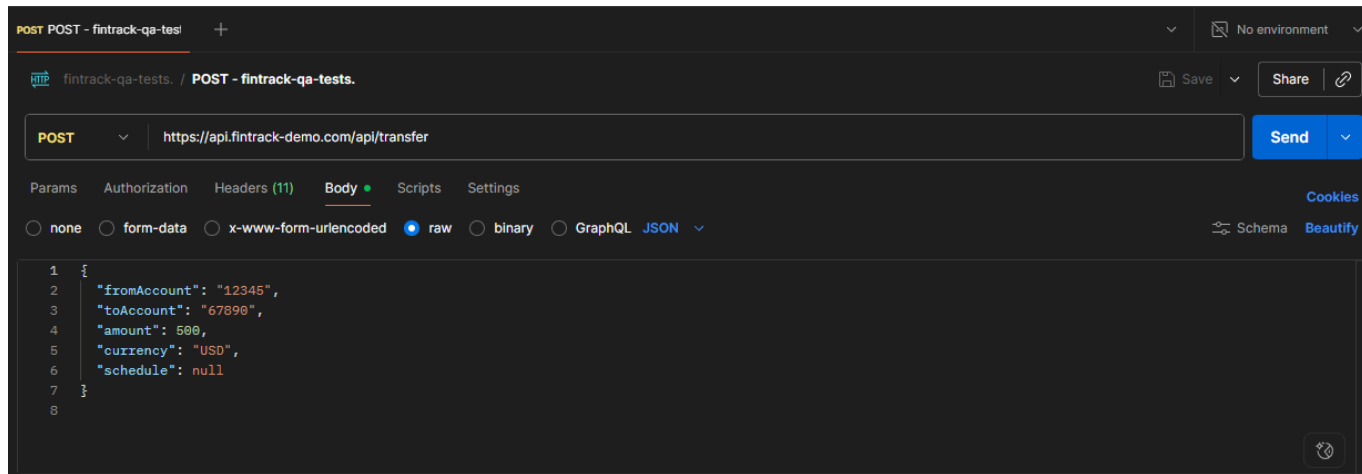 POST POST - fintrack-qa-test
No environment
HTTP fintrack-qa-tests. / POST - fintrack-qa-tests. Save Share
POST https://api.fintrack-demo.com/api/transfer Send
Params Authorization Headers (11) Body Scripts Settings Cookies
none form-data x-www-form-urlencoded raw binary GraphQL JSON Schema Beautify
1 {
2 "fromAccount": "12345",
3 "toAccount": "67890",
4 "amount": 500,
5 "currency": "USD",
6 "schedule": null
7 }
8